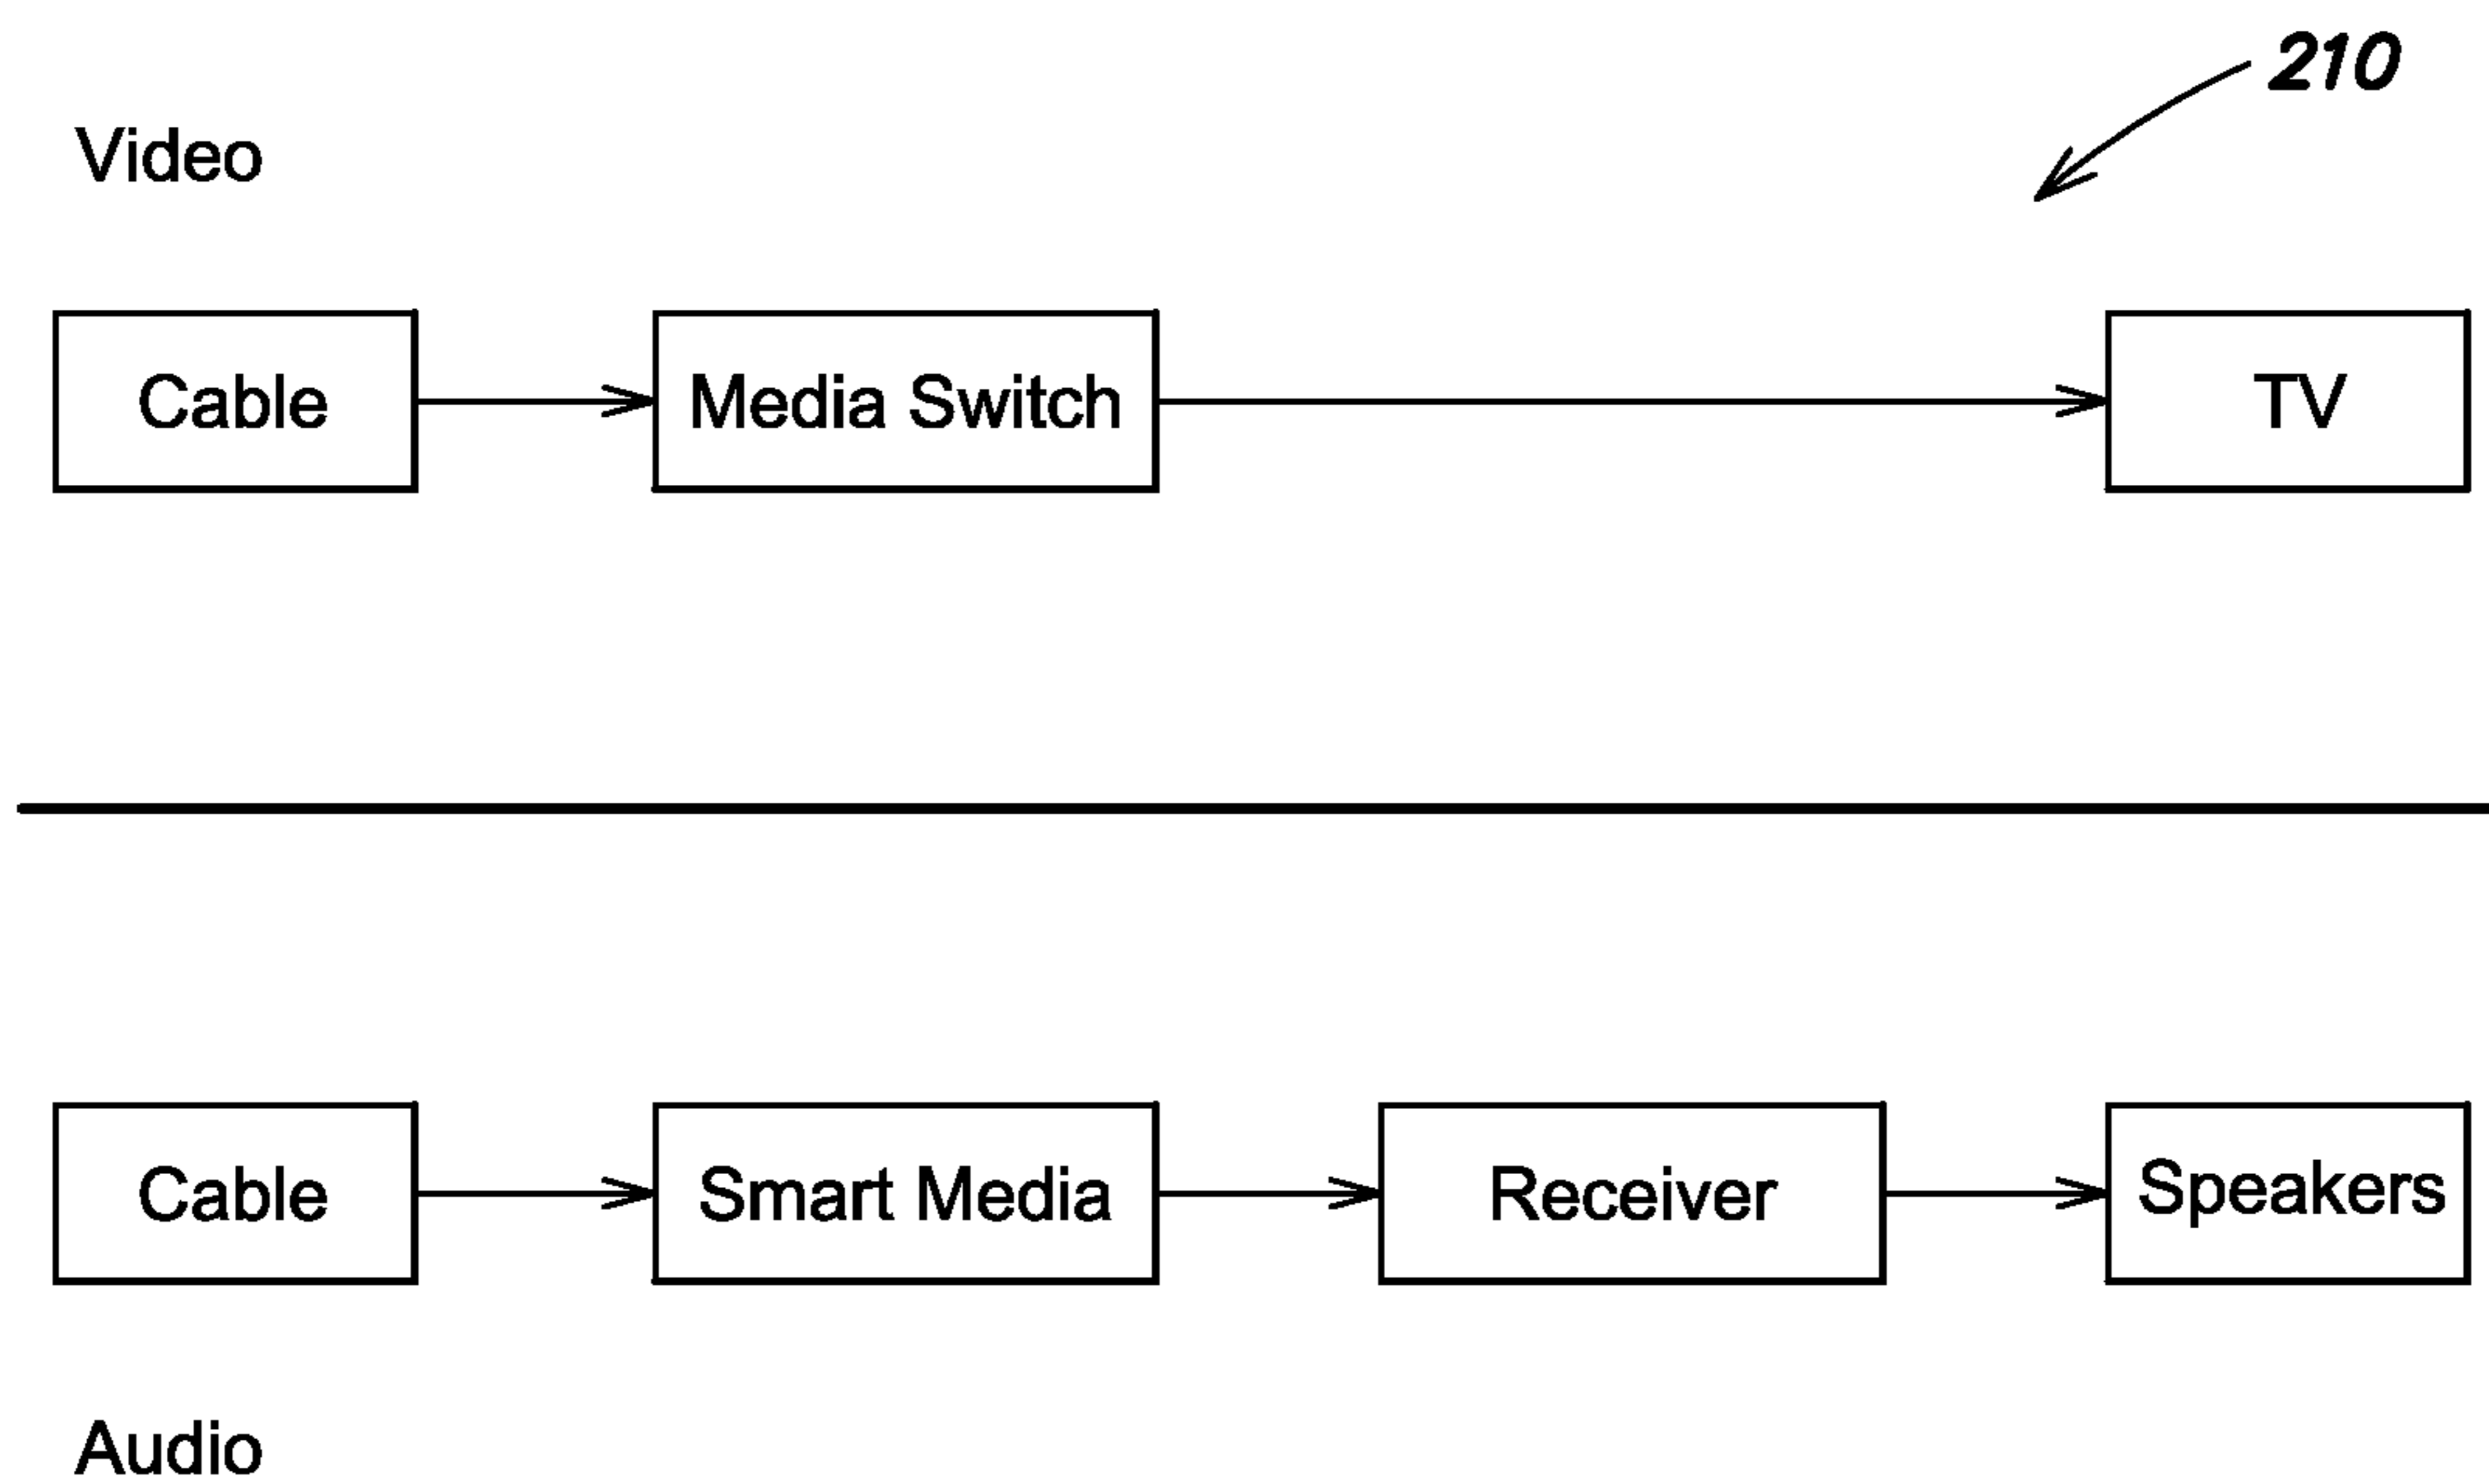 210
Video
Cable
Media Switch
TV
Cable
Smart Media
Receiver
Speakers
Audio